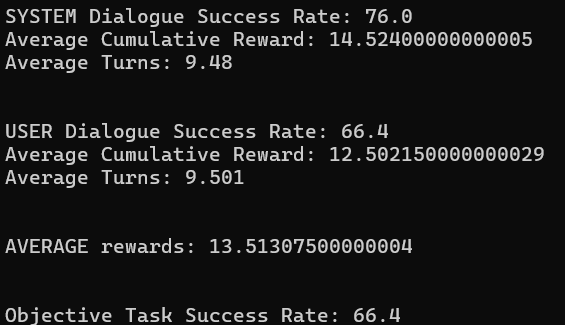 SYSTEM Dialogue Success Rate: 76.0
Average Cumulative Reward: 14.52400000000005
Average Turns: 9.48
USER Dialogue Success Rate: 66.4
Average Cumulative Reward: 12.502150000000029
Average Turns: 9.501
AVERAGE rewards: 13.51307500000004
Objective Task Success Rate: 66.4